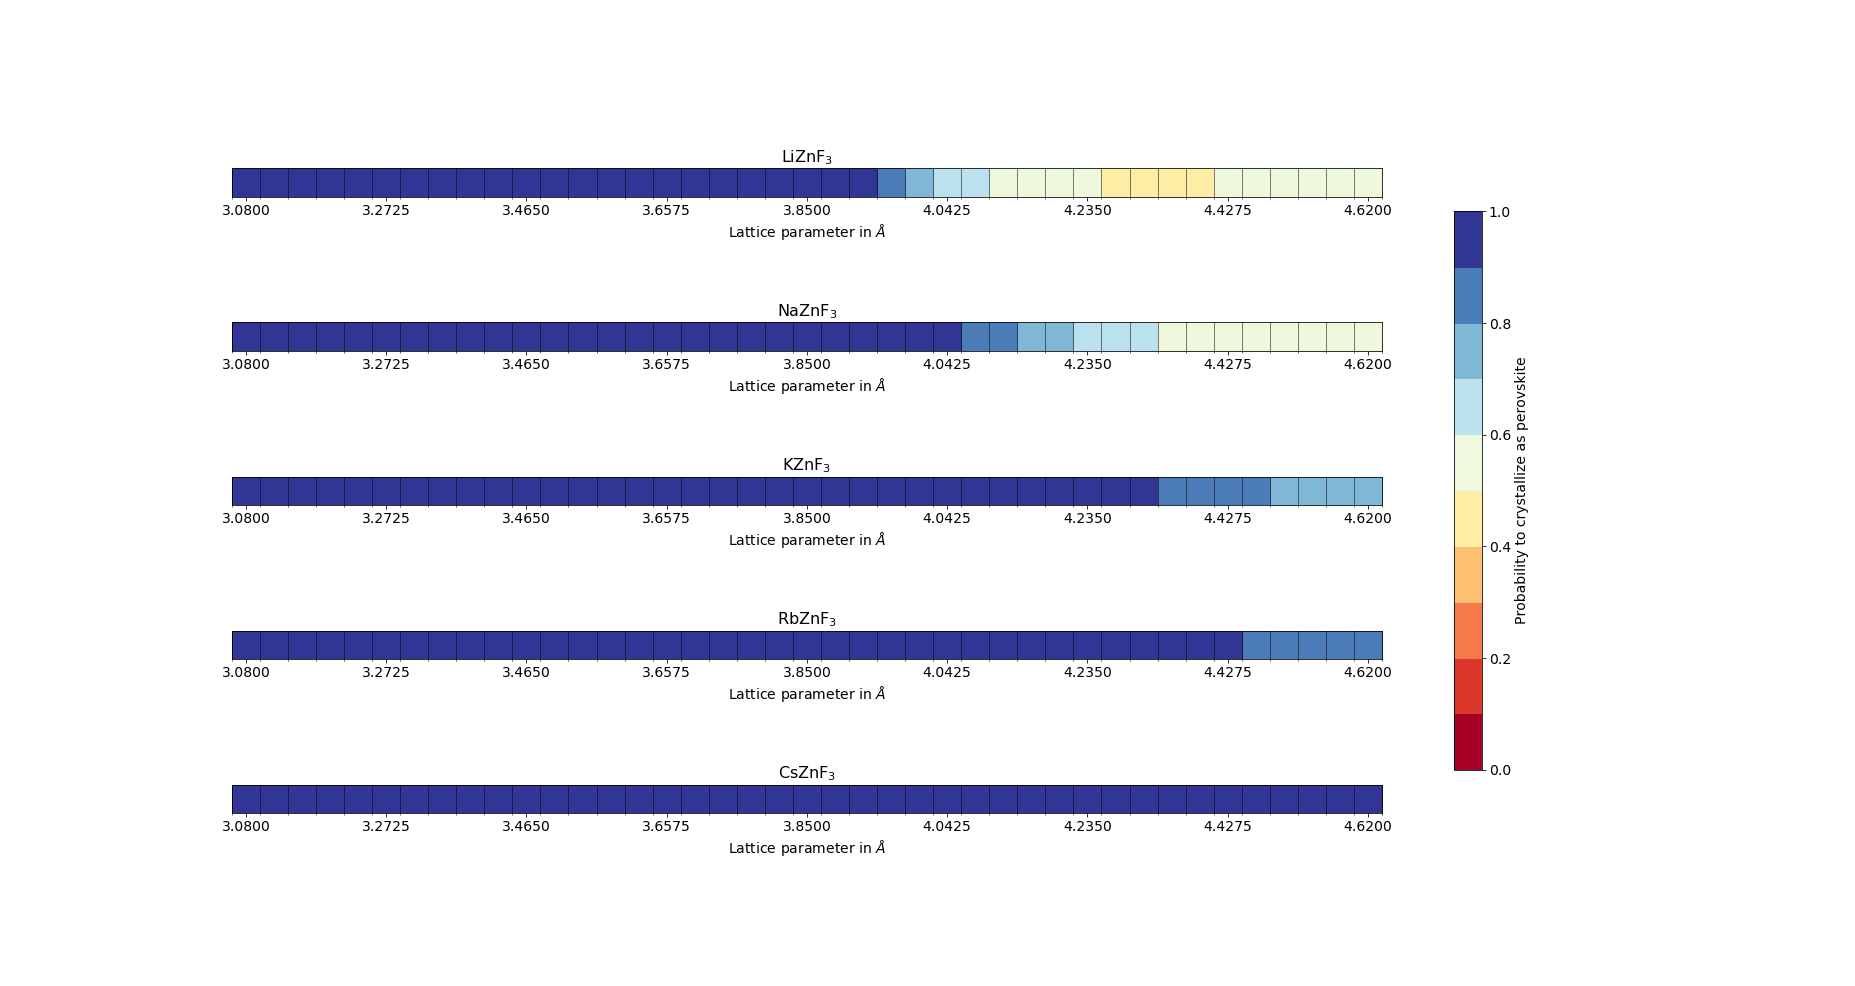 LiZnF₃
3.0800 3.2725 3.4650 3.6575 3.8500 4.0425 4.2350 4.4275 4.6200
Lattice parameter in Å
NaZnF₃
3.0800 3.2725 3.4650 3.6575 3.8500 4.0425 4.2350 4.4275 4.6200
Lattice parameter in Å
KZnF₃
3.0800 3.2725 3.4650 3.6575 3.8500 4.0425 4.2350 4.4275 4.6200
Lattice parameter in Å
RbZnF₃
3.0800 3.2725 3.4650 3.6575 3.8500 4.0425 4.2350 4.4275 4.6200
Lattice parameter in Å
CsZnF₃
3.0800 3.2725 3.4650 3.6575 3.8500 4.0425 4.2350 4.4275 4.6200
Lattice parameter in Å
1.0
0.8
0.6
0.4
0.2
0.0
Probability to crystallize as perovskite